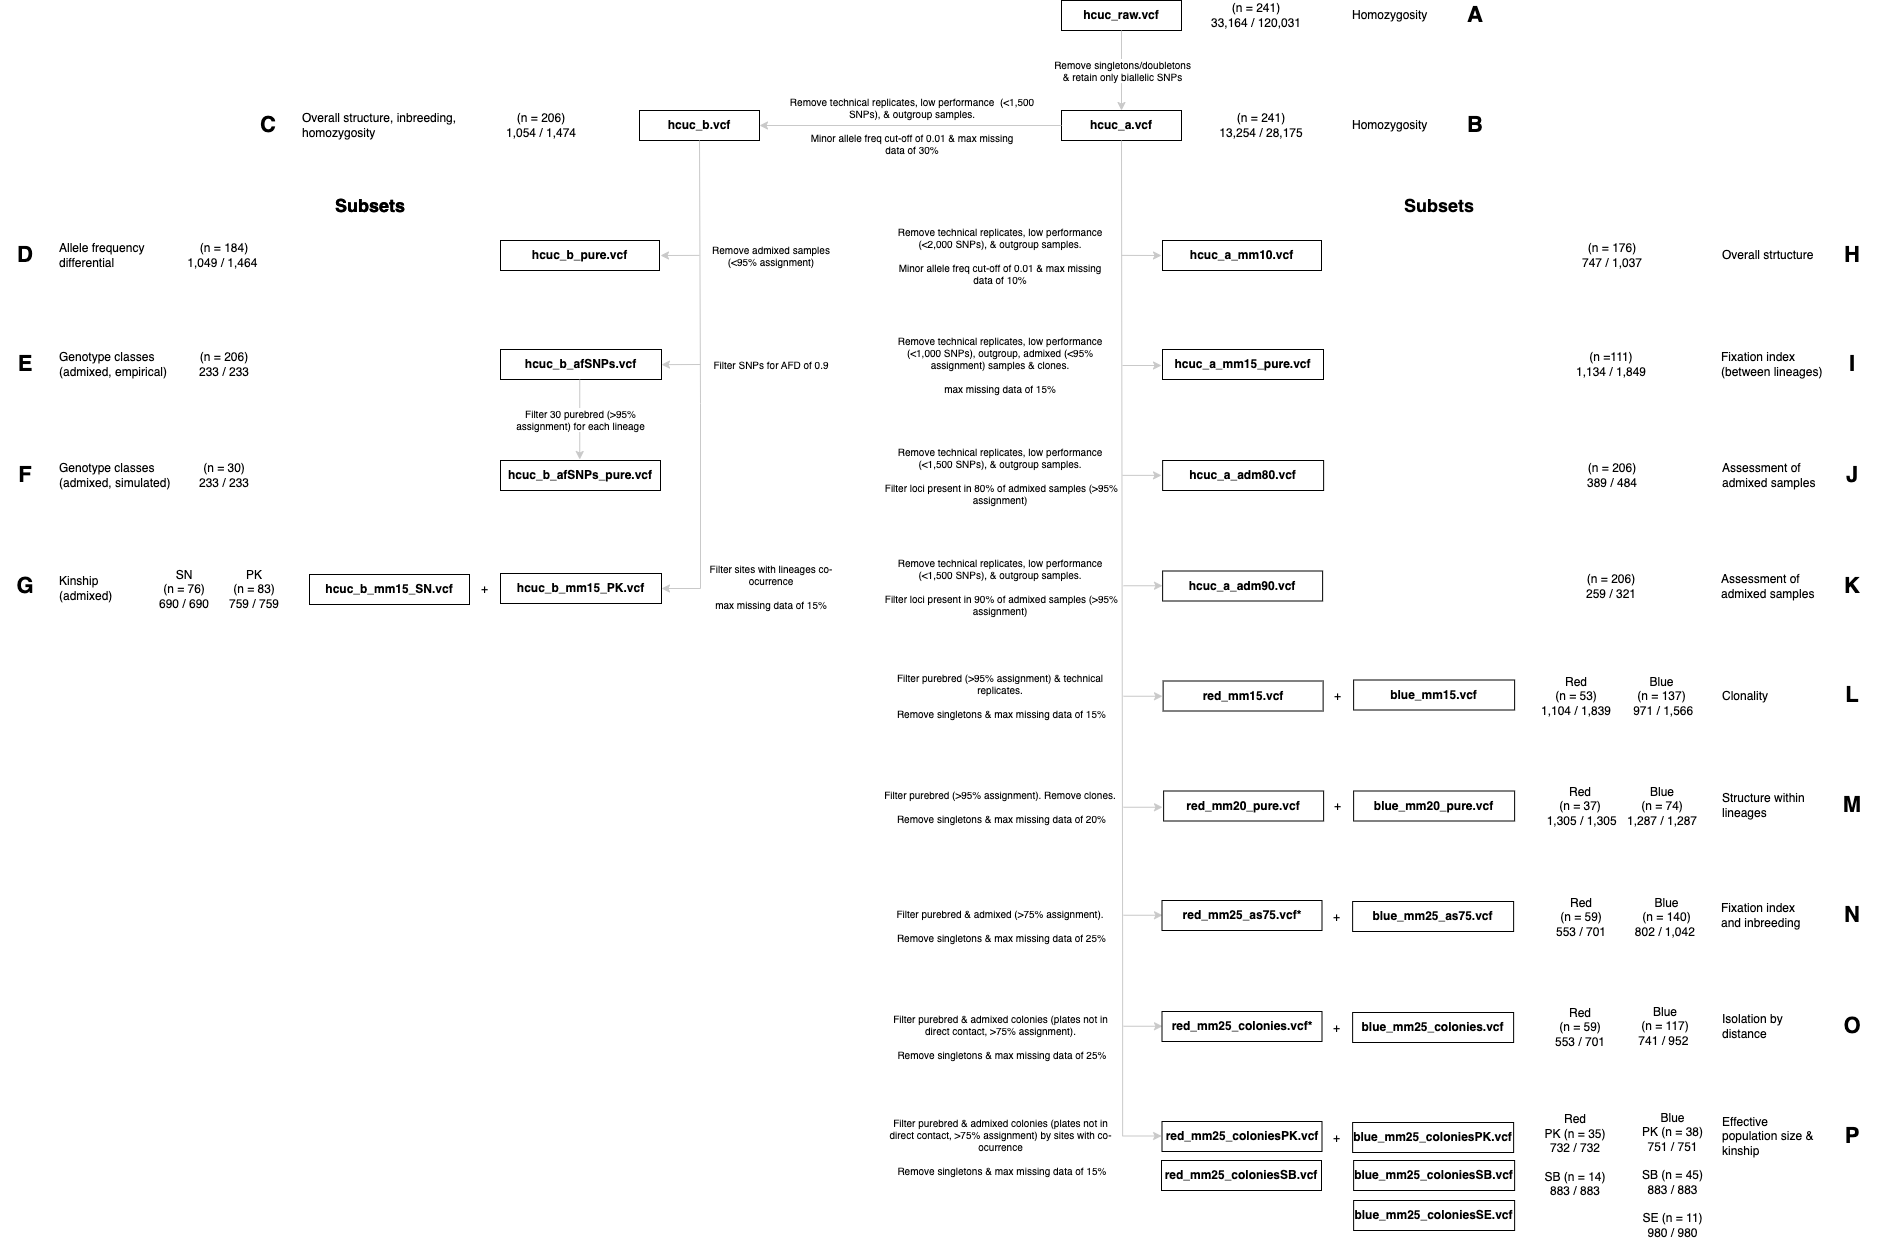 hcuc_raw.vcf
(n = 241)
33,164 / 120,031
Homozygosity
A
Remove singletons/doubletons
& retain only biallelic SNPs
C
Overall structure, inbreeding,
homozygosity
(n = 206)
1,054 / 1,474
hcuc_b.vcf
Remove technical replicates, low performance (<1,500
SNPs), & outgroup samples.
Minor allele freq cut-off of 0.01 & max missing
data of 30%
hcuc_a.vcf
(n = 241)
13,254 / 28,175
Homozygosity
B
Subsets
D
Allele frequency
differential
(n = 184)
1,049 / 1,464
hcuc_b_pure.vcf
Remove admixed samples
(<95% assignment)
E
Genotype classes
(admixed, empirical)
(n = 206)
233 / 233
hcuc_b_afSNPs.vcf
Filter SNPs for AFD of 0.9
Filter 30 purebred (>95%
assignment) for each lineage
F
Genotype classes
(admixed, simulated)
(n = 30)
233 / 233
hcuc_b_afSNPs_pure.vcf
G
Kinship
(admixed)
SN
(n = 76)
690 / 690
PK
(n = 83)
759 / 759
hcuc_b_mm15_SN.vcf
+
hcuc_b_mm15_PK.vcf
Filter sites with lineages co-
ocurrence
max missing data of 15%
Subsets
Remove technical replicates, low performance
(<2,000 SNPs), & outgroup samples.
Minor allele freq cut-off of 0.01 & max missing
data of 10%
hcuc_a_mm10.vcf
(n = 176)
747 / 1,037
Overall strtucture
H
Remove technical replicates, low performance
(<1,000 SNPs), outgroup, admixed (<95%
assignment) samples & clones.
max missing data of 15%
hcuc_a_mm15_pure.vcf
(n =111)
1,134 / 1,849
Fixation index
(between lineages)
I
Remove technical replicates, low performance
(<1,500 SNPs), & outgroup samples.
Filter loci present in 80% of admixed samples (>95%
assignment)
hcuc_a_adm80.vcf
(n = 206)
389 / 484
Assessment of
admixed samples
J
Remove technical replicates, low performance
(<1,500 SNPs), & outgroup samples.
Filter loci present in 90% of admixed samples (>95%
assignment)
hcuc_a_adm90.vcf
(n = 206)
259 / 321
Assessment of
admixed samples
K
Filter purebred (>95% assignment) & technical
replicates.
Remove singletons & max missing data of 15%
red_mm15.vcf
+
blue_mm15.vcf
Red
(n = 53)
1,104 / 1,839
Blue
(n = 137)
971 / 1,566
Clonality
L
Filter purebred (>95% assignment). Remove clones.
Remove singletons & max missing data of 20%
red_mm20_pure.vcf
+
blue_mm20_pure.vcf
Red
(n = 37)
1,305 / 1,305
Blue
(n = 74)
1,287 / 1,287
Structure within
lineages
M
Filter purebred & admixed (>75% assignment).
Remove singletons & max missing data of 25%
red_mm25_as75.vcf*
+
blue_mm25_as75.vcf
Red
(n = 59)
553 / 701
Blue
(n = 140)
802 / 1,042
Fixation index
and inbreeding
N
Filter purebred & admixed colonies (plates not in
direct contact, >75% assignment).
Remove singletons & max missing data of 25%
red_mm25_colonies.vcf*
+
blue_mm25_colonies.vcf
Red
(n = 59)
553 / 701
Blue
(n = 117)
741 / 952
Isolation by
distance
O
Filter purebred & admixed colonies (plates not in
direct contact, >75% assignment) by sites with co-
ocurrence
Remove singletons & max missing data of 15%
red_mm25_coloniesPK.vcf
+
blue_mm25_coloniesPK.vcf
red_mm25_coloniesSB.vcf
blue_mm25_coloniesSB.vcf
blue_mm25_coloniesSE.vcf
Red
PK (n = 35)
732 / 732
SB (n = 14)
883 / 883
Blue
PK (n = 38)
751 / 751
SB (n = 45)
883 / 883
SE (n = 11)
980 / 980
Effective
population size &
kinship
P